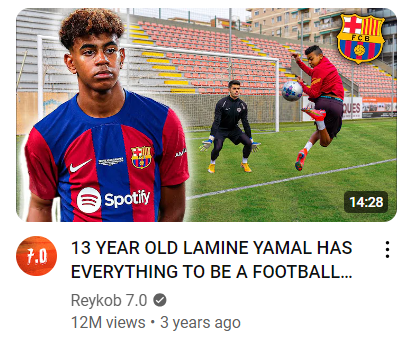 FCB
Spotify
14:28
7.0
13 YEAR OLD LAMINE YAMAL HAS
EVERYTHING TO BE A FOOTBALL...
Reykob 7.0
12M views • 3 years ago